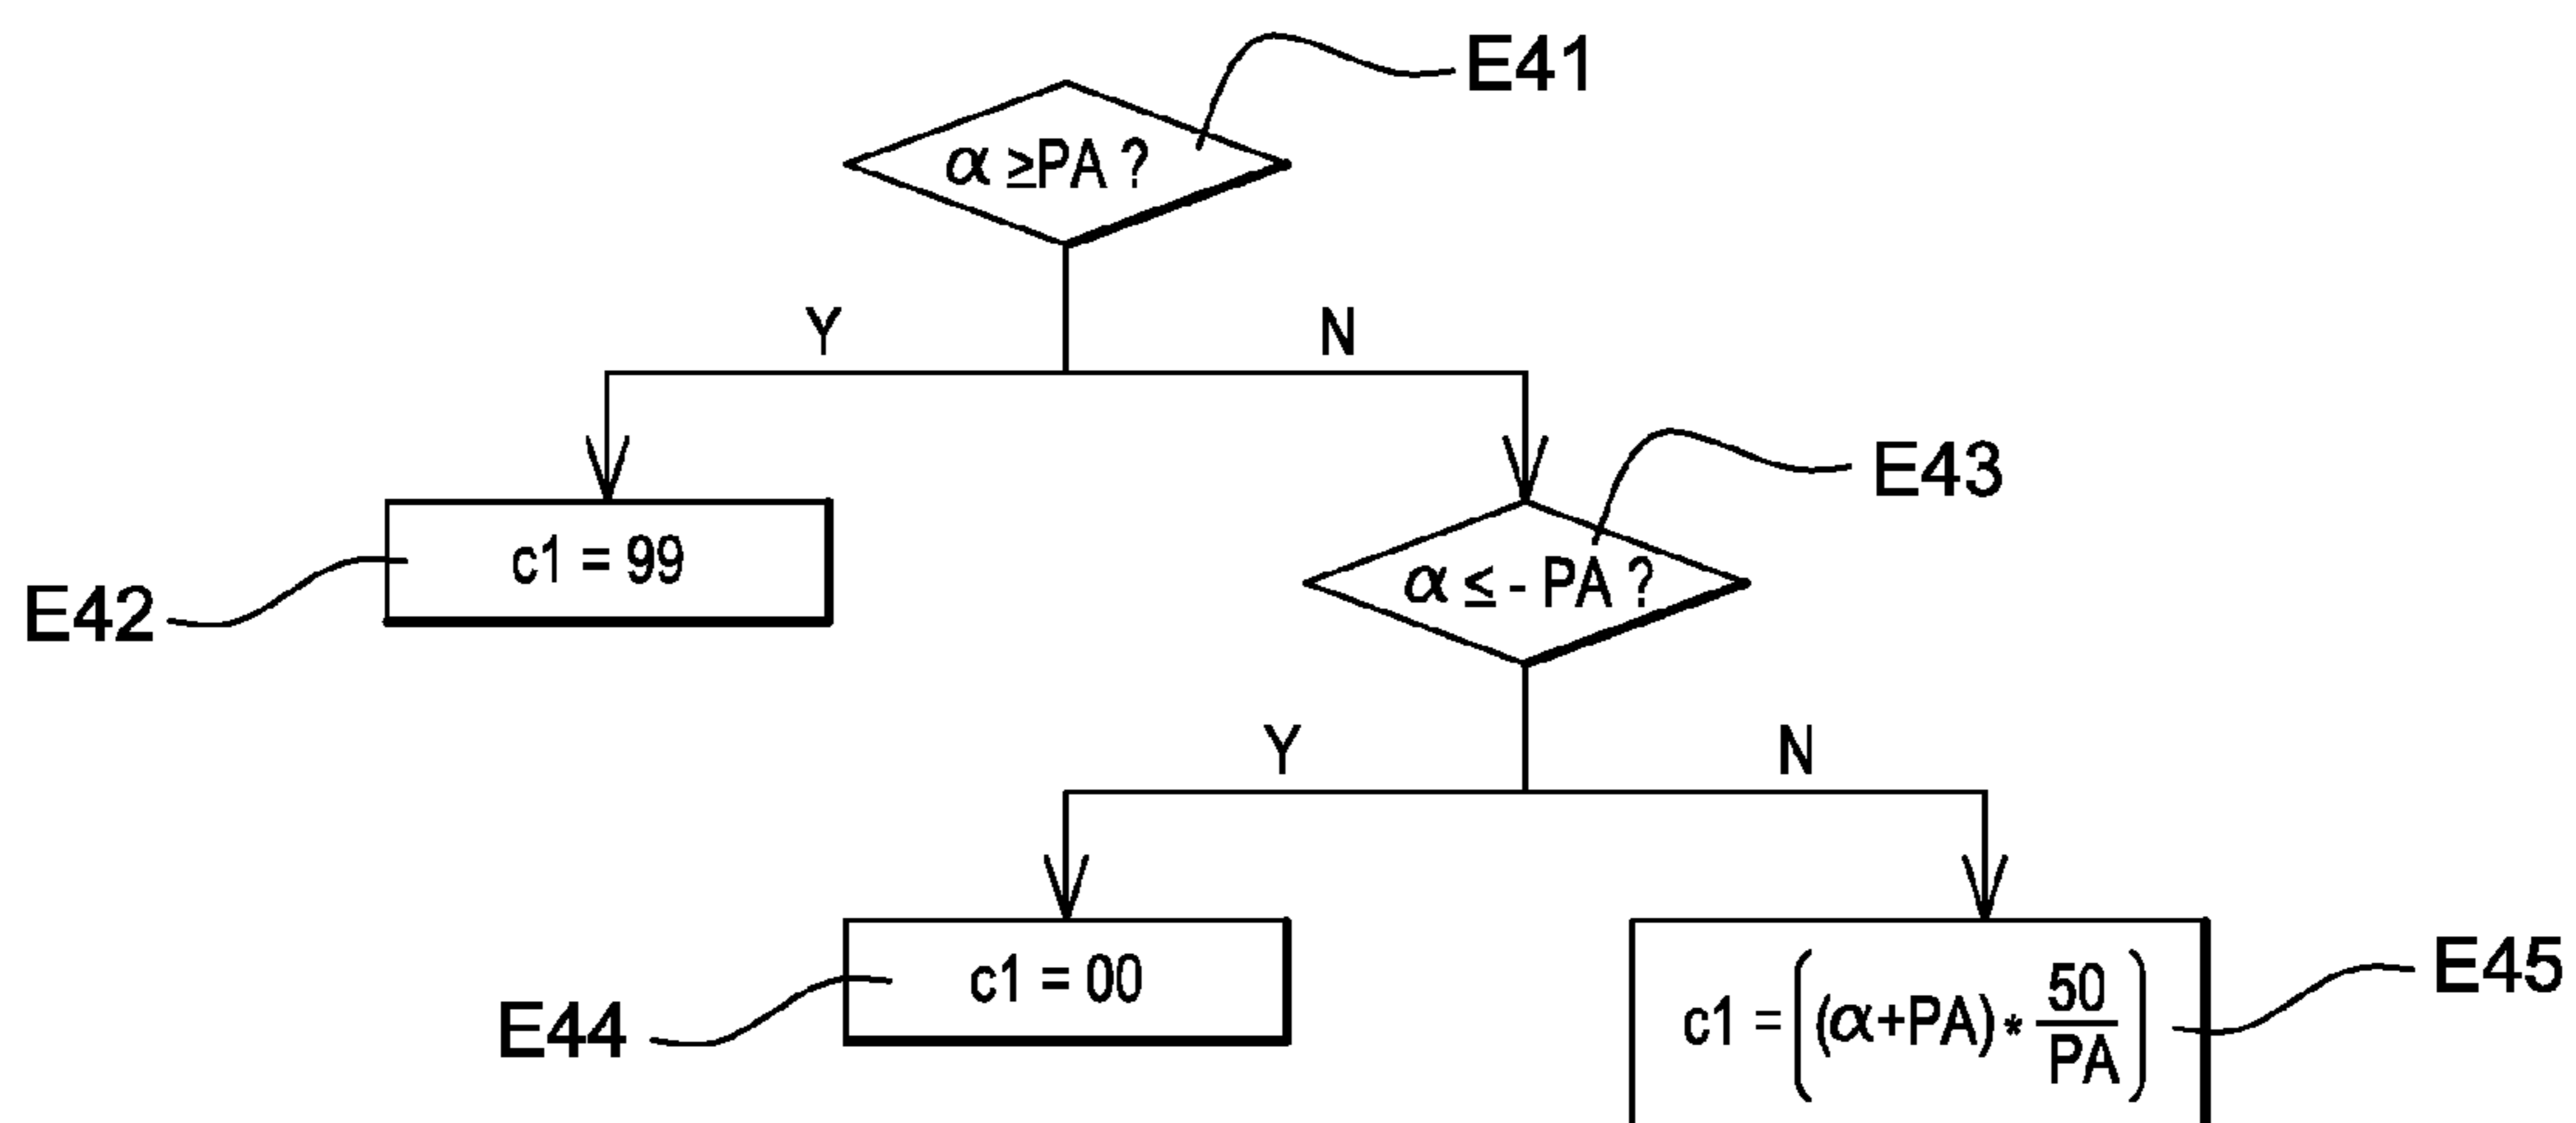 E41
α ≥PA ?
Y N
E43
c1 = 99
α ≤ - PA ?
E42
Y N
E45
c1 = 00
c1 = ((α+PA) * 50/PA)
E44